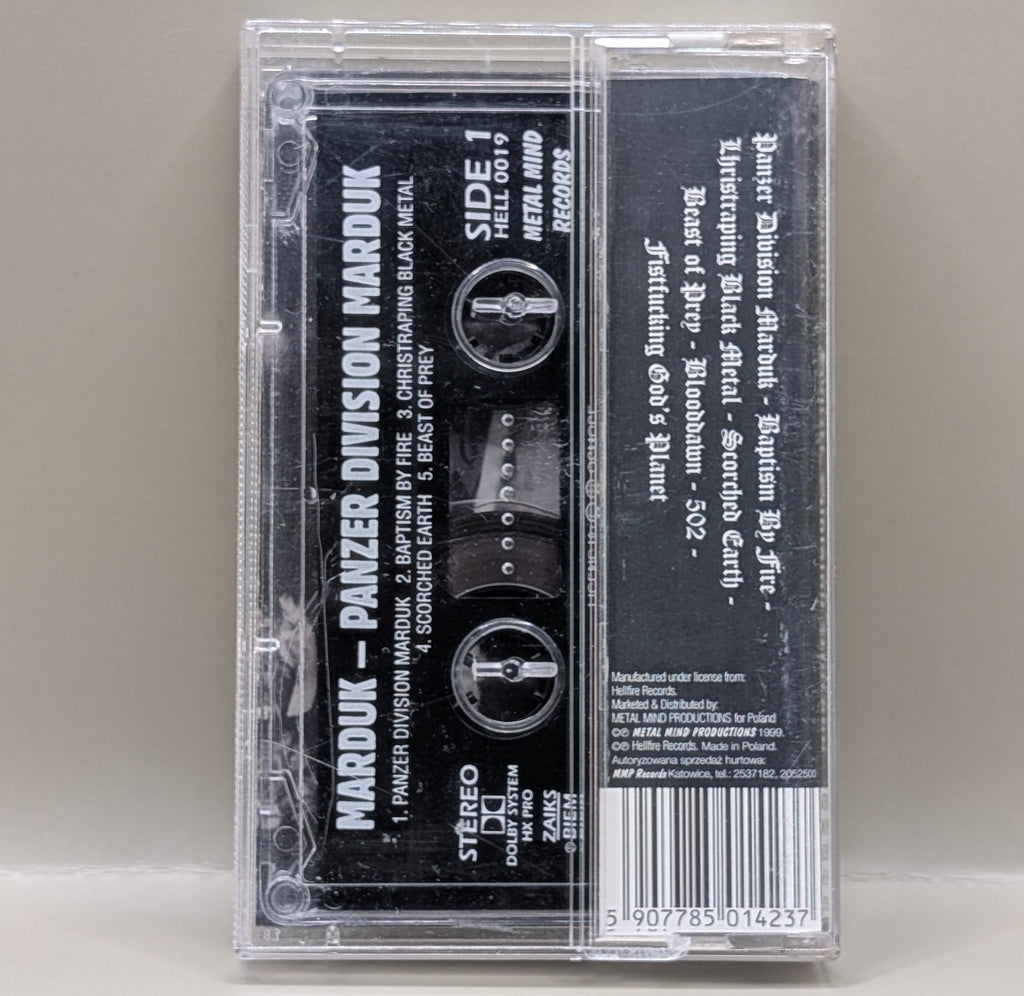 MARDUK – PANZER DIVISION MARDUK
1. PANZER DIVISION MARDUK 2. BAPTISM BY FIRE 3. CHRISTRAPING BLACK METAL
4. SCORCHED EARTH 5. BEAST OF PREY
SIDE 1
HELL 0019
METAL MIND
RECORDS
STEREO
DOLBY SYSTEM
HX PRO
ZAIKS
BIEM
Panzer Division Marduk - Baptism By Fire -
Christraping Black Metal - Scorched Earth -
Beast of Prey - Blooddawn - 502 -
Fistfucking God's Planet
Manufactured under license from:
Hellfire Records.
Marketed & Distributed by:
METAL MIND PRODUCTIONS for Poland
©℗ METAL MIND PRODUCTIONS 1999.
©℗ Hellfire Records. Made in Poland.
Autoryzowana sprzedaż hurtowa:
MMP Records Katowice, tel.: 2537182, 2052500
5 907785 014237